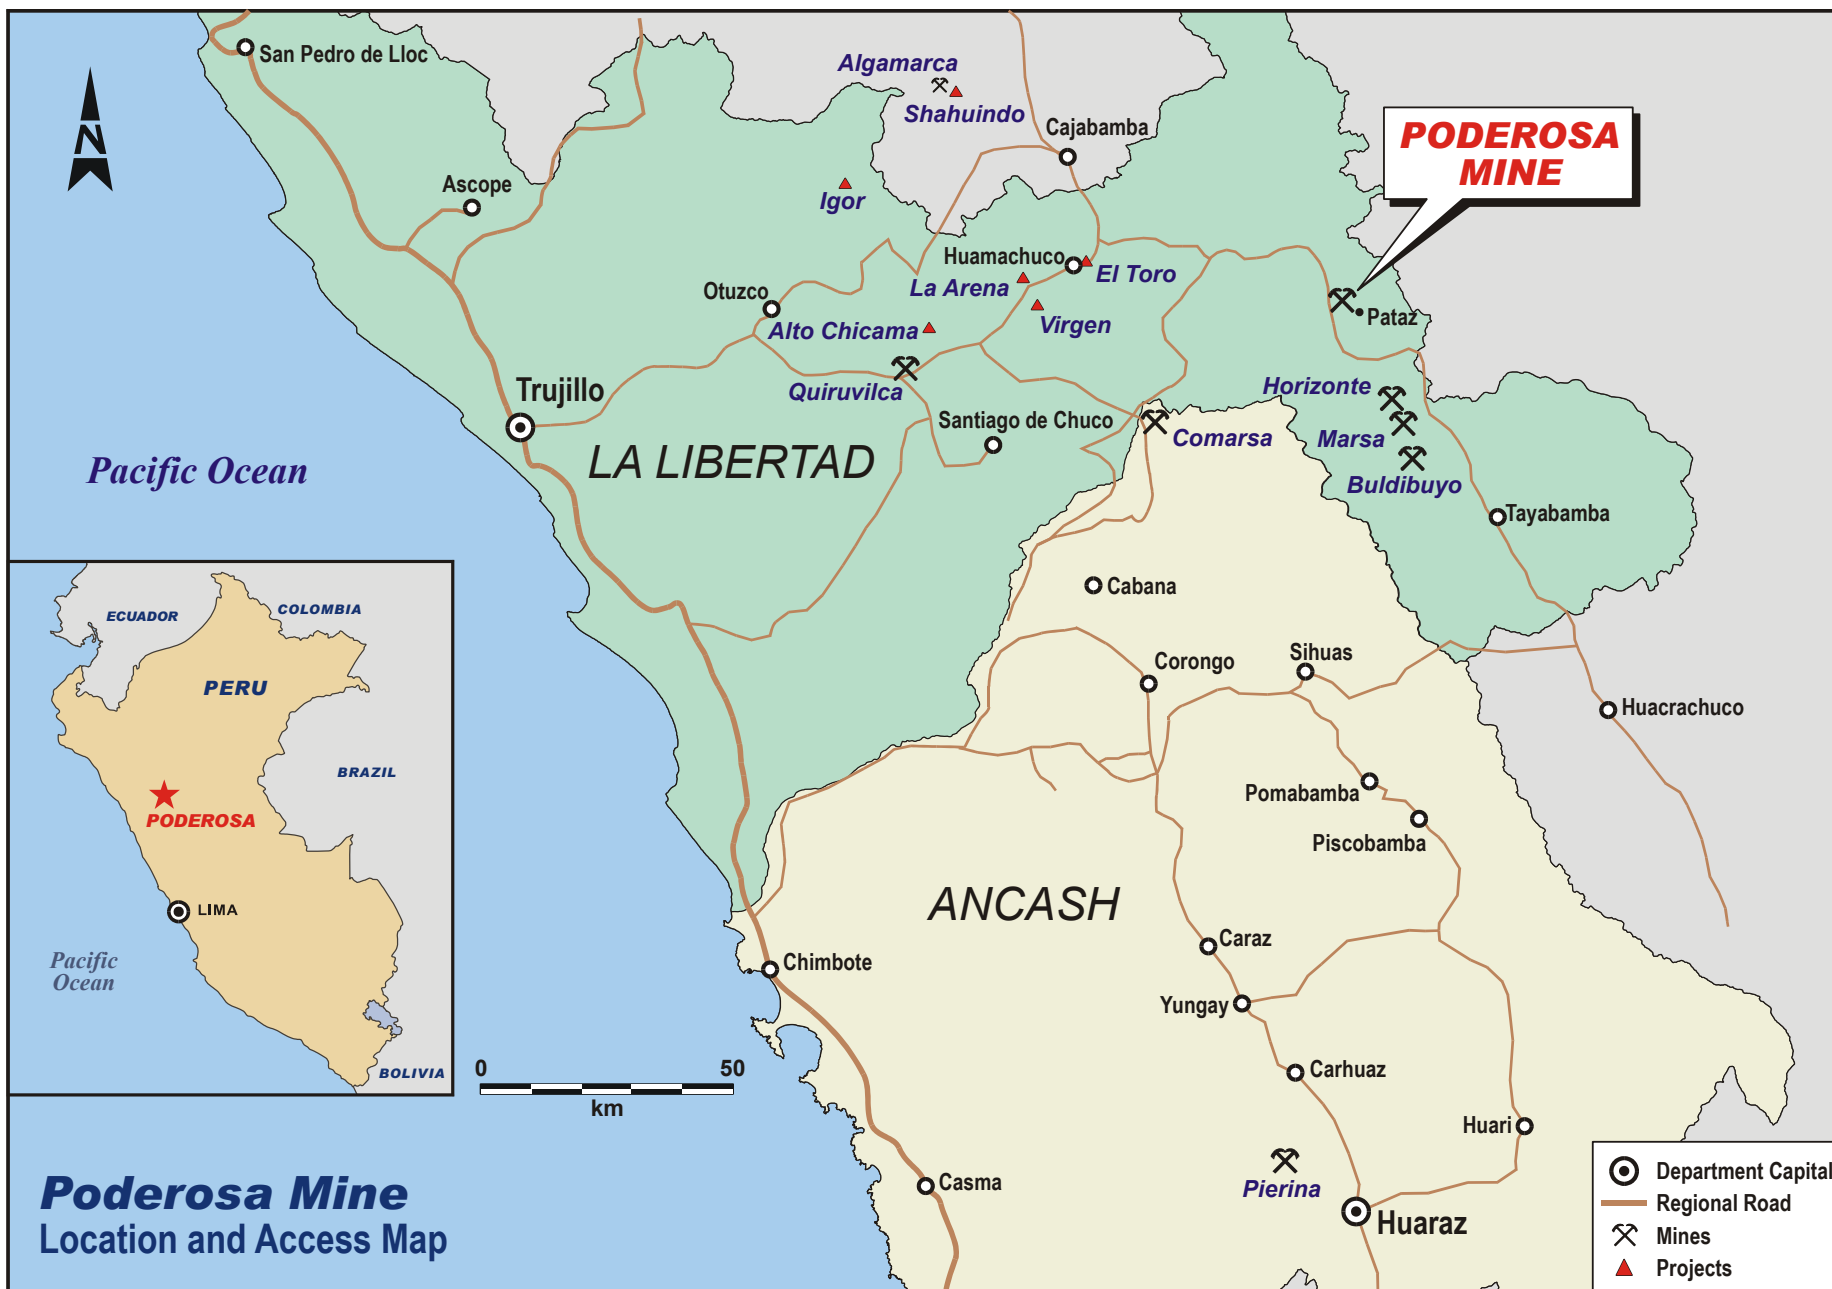 San Pedro de Lloc
Algamarca
Shahuindo
Cajabamba
PODEROSA
MINE
N
Ascope
Igor
Huamachuco
El Toro
La Arena
Otuzco
Virgen
Alto Chicama
Pataz
Quiruvilca
Trujillo
Horizonte
Santiago de Chuco
Comarsa
Marsa
LA LIBERTAD
Pacific Ocean
Buldibuyo
Tayabamba
Cabana
Corongo
Sihuas
Huacrachuco
Pomabamba
Piscobamba
ANCASH
Caraz
Chimbote
Yungay
Carhuaz
Huari
Pierina
Casma
Huaraz
ECUADOR
COLOMBIA
PERU
BRAZIL
PODEROSA
LIMA
Pacific
Ocean
BOLIVIA
0 50
km
Poderosa Mine
Location and Access Map
Department Capital
Regional Road
Mines
Projects